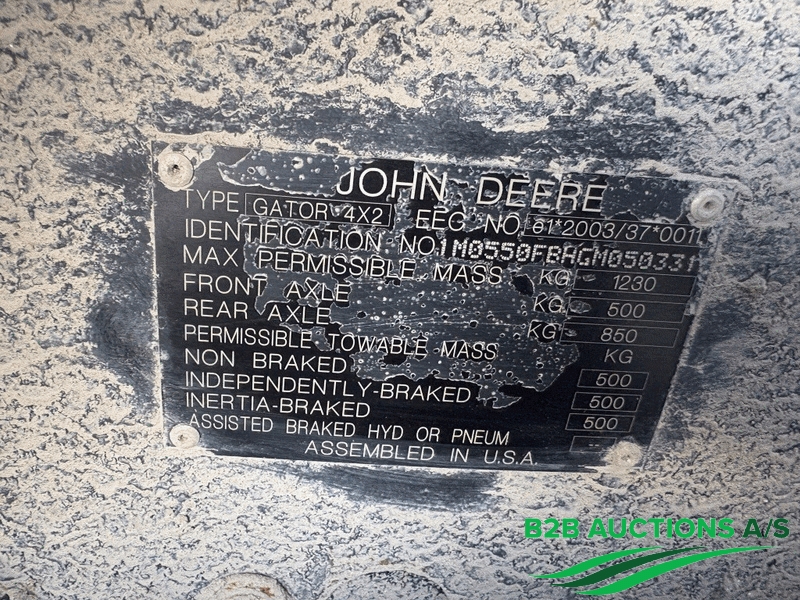 JOHN DEERE
TYPE GATOR 4X2 EEC NO. 61*2003/37*0011
IDENTIFICATION NO. 1M0550FBAGM050331
MAX. PERMISSIBLE MASS KG 1230
FRONT AXLE KG 500
REAR AXLE KG 850
PERMISSIBLE TOWABLE MASS KG
NON BRAKED 500
INDEPENDENTLY-BRAKED 500
INERTIA-BRAKED 500
ASSISTED BRAKED HYD OR PNEUM
ASSEMBLED IN U.S.A.
B2B AUCTIONS A/S